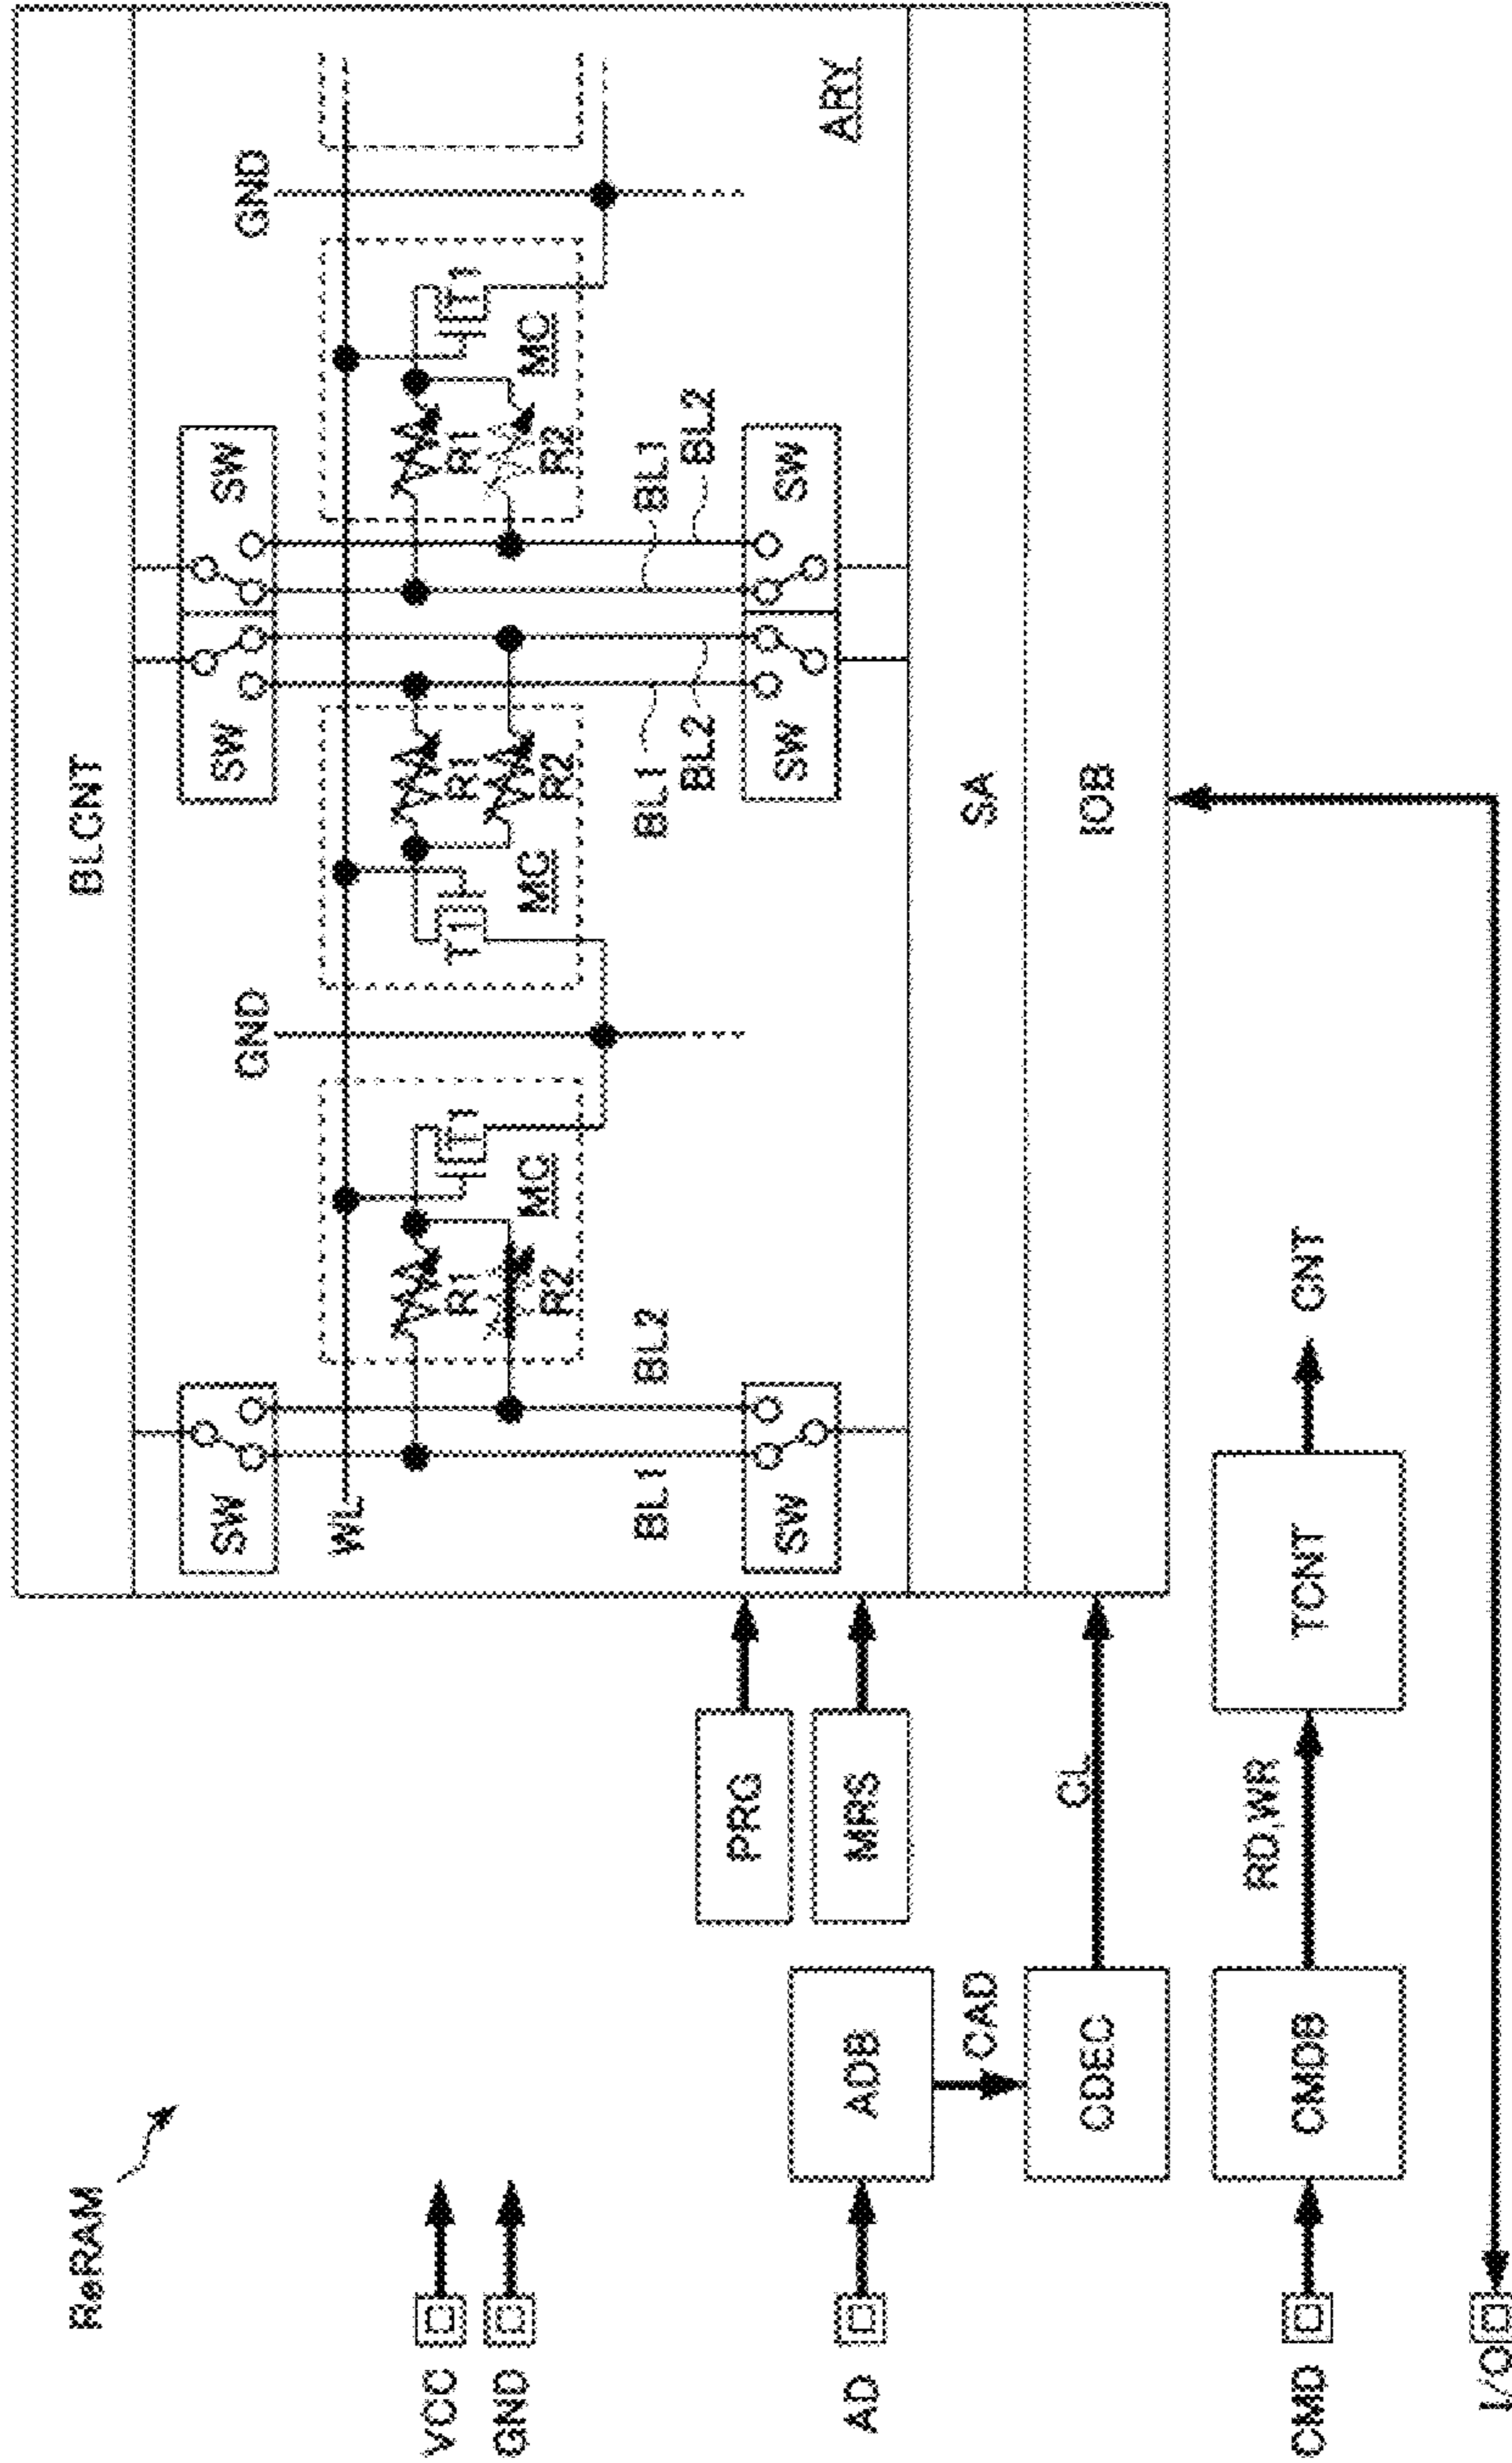 ReRAM
BLCNT
SW
SW
SW
GND
GND
WL
T1
T1
T1
R1
R1
R1
R2
R2
R2
MC
MC
MC
BL1
BL2
BL1
BL2
BL1
BL2
SW
SW
SW
ARY
SA
IOB
VCC
GND
PRG
MRS
AD
ADB
CAD
CDEC
CL
CMD
CMDB
RD,WR
TCNT
CNT
I/O